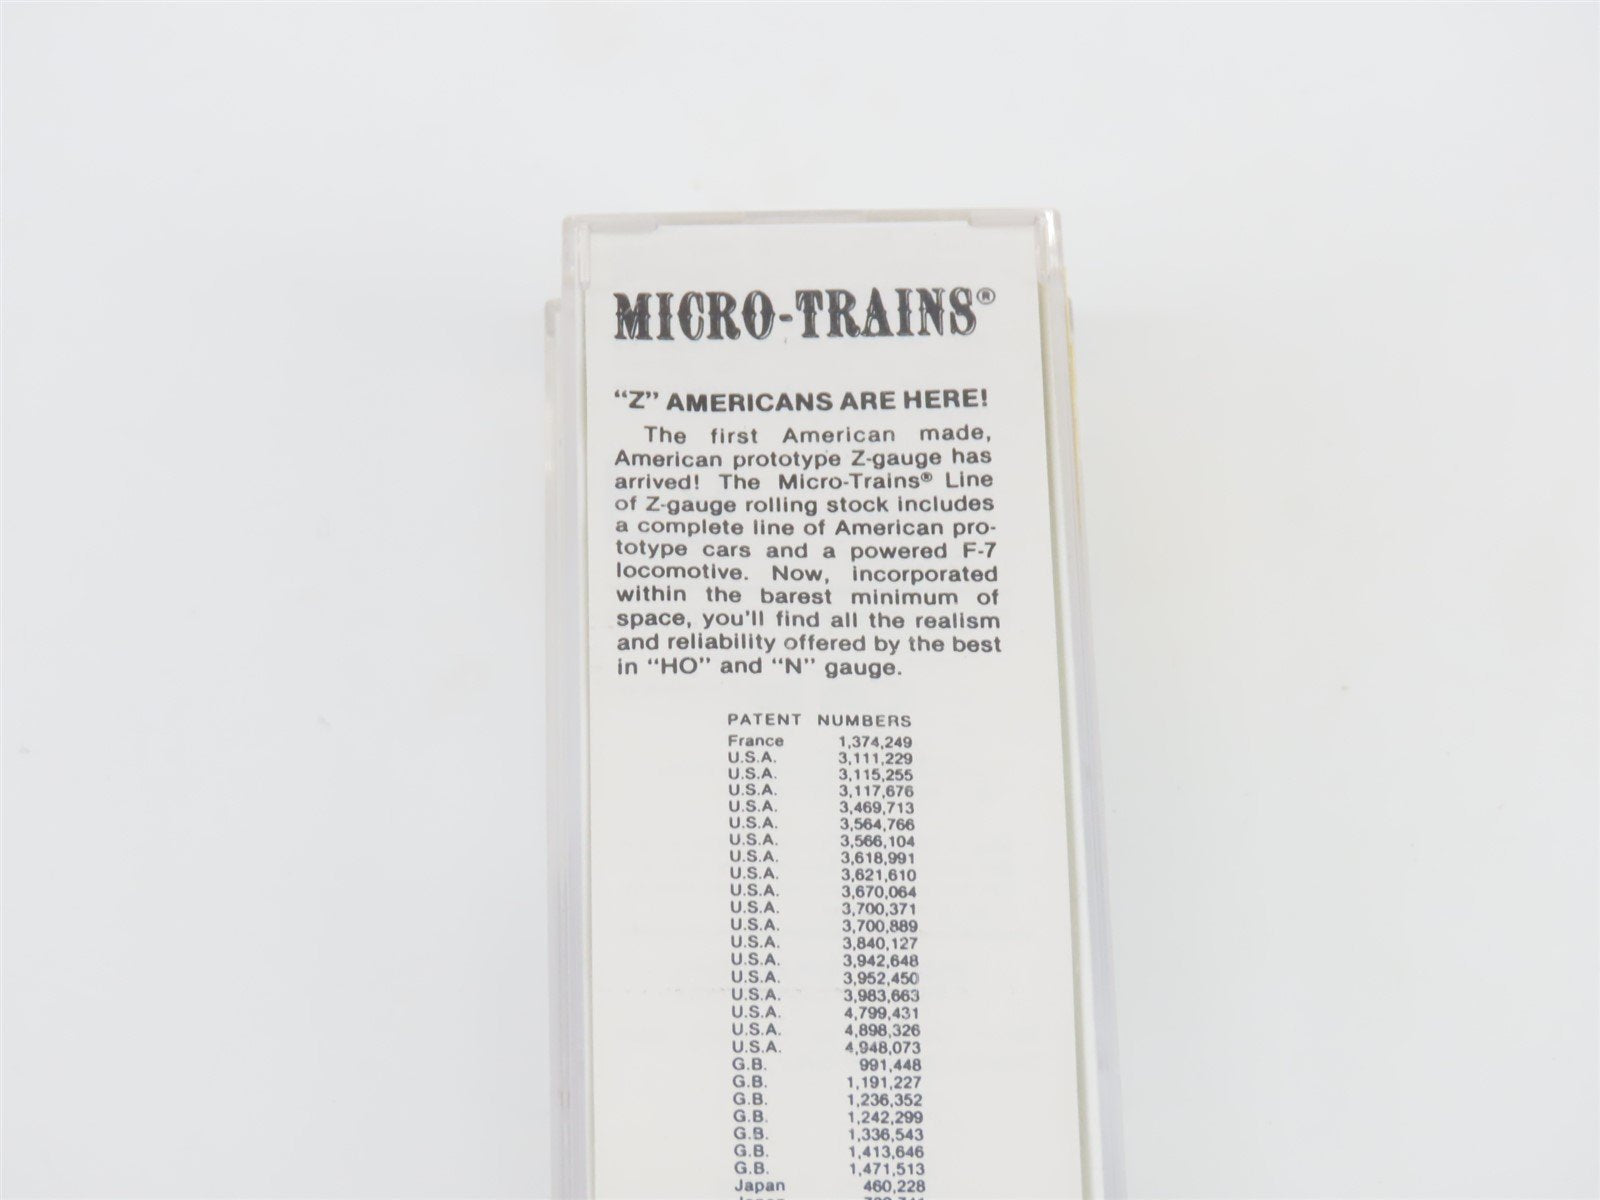 MICRO-TRAINS®
"Z" AMERICANS ARE HERE!
The first American made,
American prototype Z-gauge has
arrived! The Micro-Trains® Line
of Z-gauge rolling stock includes
a complete line of American pro-
totype cars and a powered F-7
locomotive. Now, incorporated
within the barest minimum of
space, you'll find all the realism
and reliability offered by the best
in "HO" and "N" gauge.
PATENT NUMBERS
France 1,374,249
U.S.A. 3,111,229
U.S.A. 3,115,255
U.S.A. 3,117,676
U.S.A. 3,469,713
U.S.A. 3,564,766
U.S.A. 3,566,104
U.S.A. 3,618,991
U.S.A. 3,621,610
U.S.A. 3,670,064
U.S.A. 3,700,371
U.S.A. 3,700,889
U.S.A. 3,840,127
U.S.A. 3,942,648
U.S.A. 3,952,450
U.S.A. 3,983,663
U.S.A. 4,799,431
U.S.A. 4,898,326
U.S.A. 4,948,073
G.B. 991,448
G.B. 1,191,227
G.B. 1,236,352
G.B. 1,242,299
G.B. 1,336,543
G.B. 1,413,646
G.B. 1,471,513
Japan 460,228